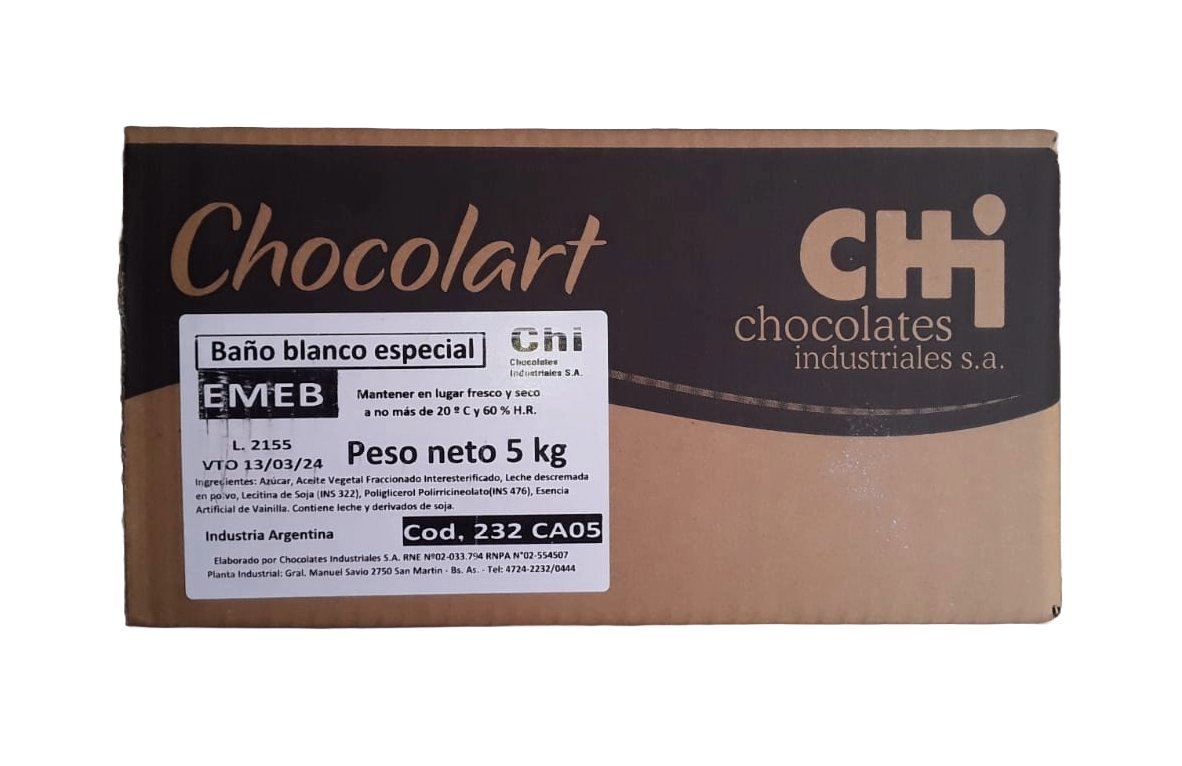 Chocolart
CHi
chocolates
industriales s.a.
Baño blanco especial
Chi
Chocolates
Industriales S.A.
EMEB
Mantener en lugar fresco y seco
a no más de 20 º C y 60 % H.R.
L. 2155
VTO 13/03/24
Peso neto 5 kg
Ingredientes: Azúcar, Aceite Vegetal Fraccionado Interesterificado, Leche descremada
en polvo, Lecitina de Soja (INS 322), Poliglicerol Polirricineolato(INS 476), Esencia
Artificial de Vainilla. Contiene leche y derivados de soja.
Industria Argentina
Cod, 232 CA05
Elaborado por Chocolates Industriales S.A. RNE Nº02-033.794 RNPA N°02-554507
Planta Industrial: Gral. Manuel Savio 2750 San Martin - Bs. As. - Tel: 4724-2232/0444